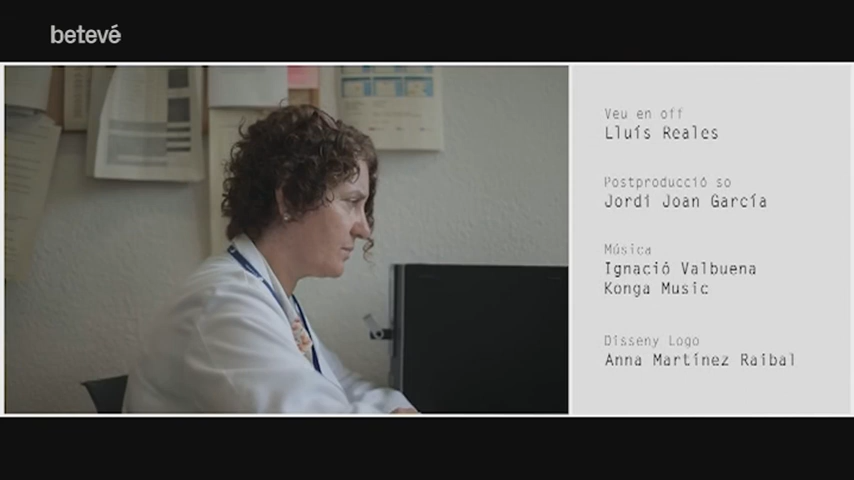 betevé
Veu en off
Lluís Reales
Postproducció so
Jordi Joan García
Música
Ignació Valbuena
Konga Music
Disseny Logo
Anna Martínez Raibal